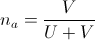 n_a = \frac{V}{U + V}